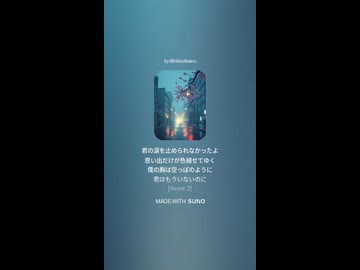 君の涙を止められなかったよ
思い出だけが色褪せてゆく
僕の胸は空っぽのように
君はもういないのに
[Verse 2]
MADE WITH SUNO